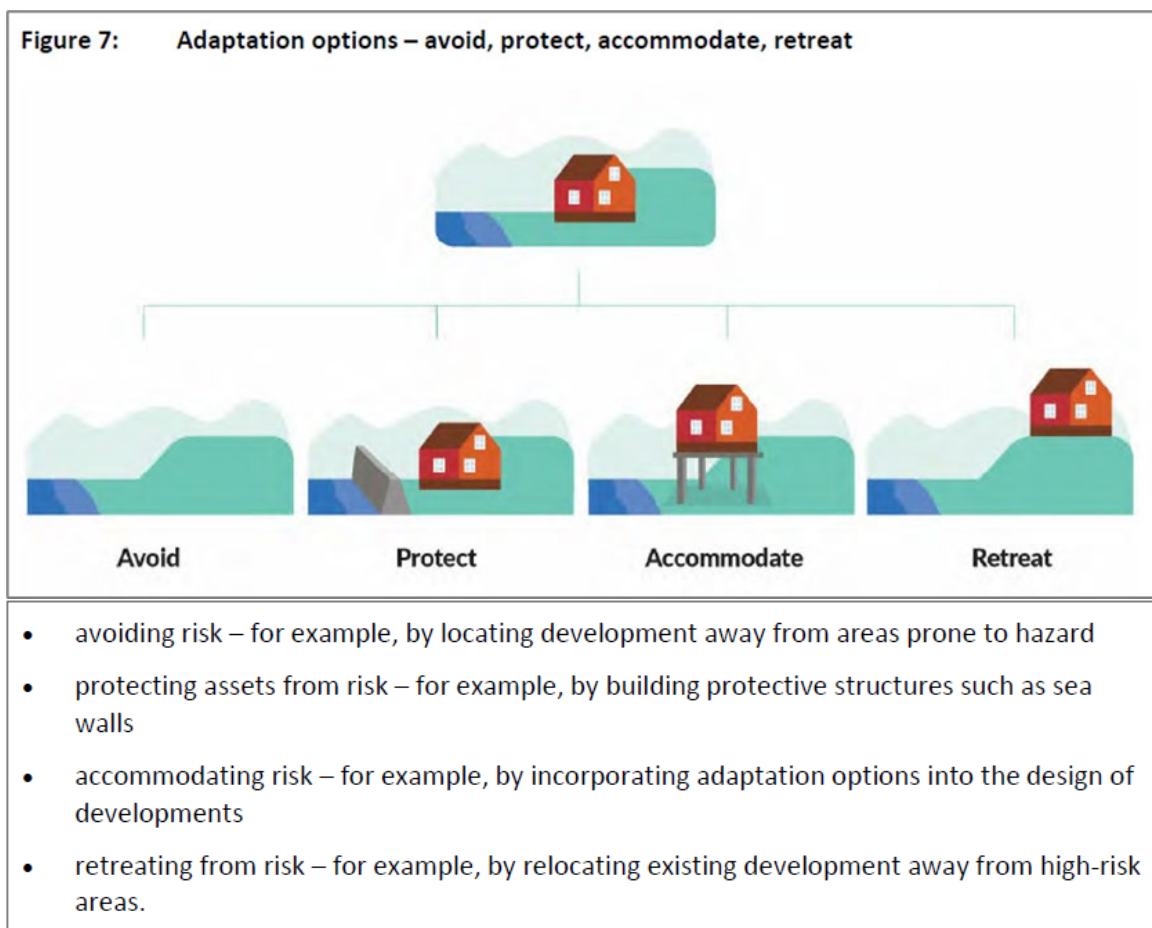 Figure 7: Adaptation options – avoid, protect, accommodate, retreat
Avoid
Protect
Accommodate
Retreat
• avoiding risk – for example, by locating development away from areas prone to hazard
• protecting assets from risk – for example, by building protective structures such as sea
walls
• accommodating risk – for example, by incorporating adaptation options into the design of
developments
• retreating from risk – for example, by relocating existing development away from high-risk
areas.